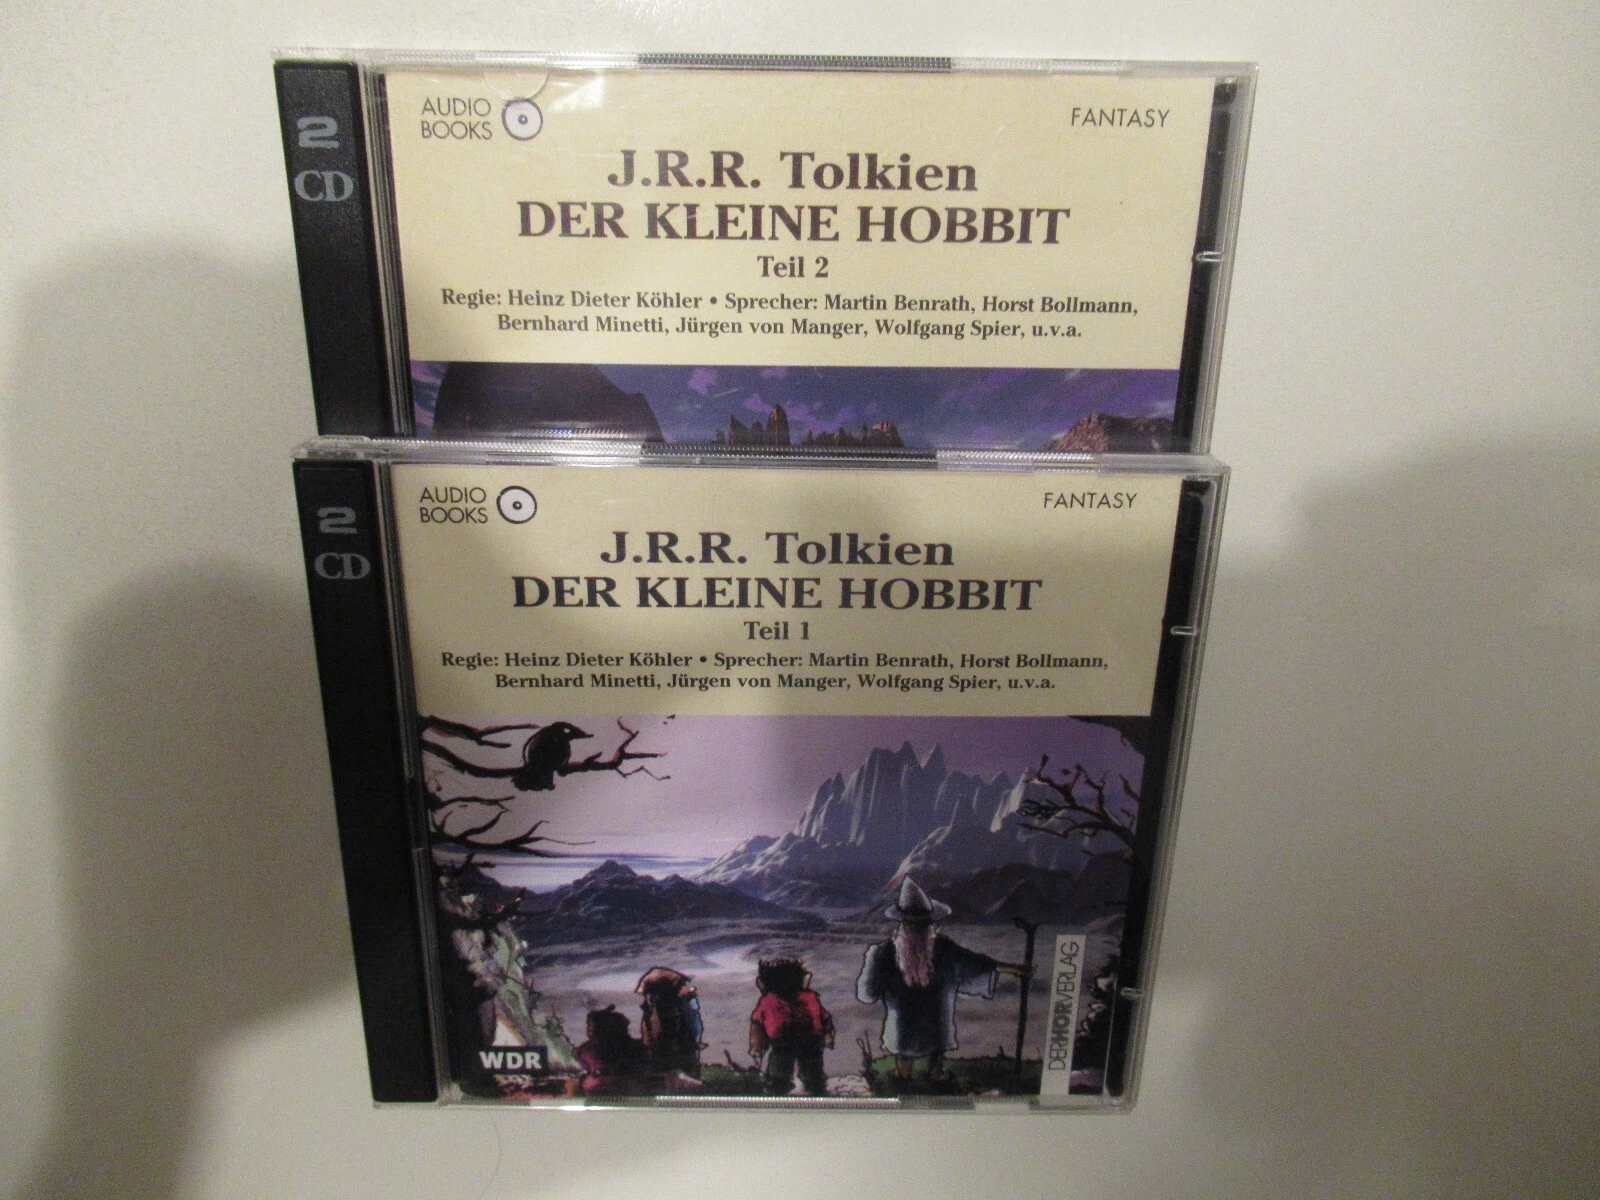 2
CD
AUDIO
BOOKS
FANTASY
J.R.R. Tolkien
DER KLEINE HOBBIT
Teil 2
Regie: Heinz Dieter Köhler • Sprecher: Martin Benrath, Horst Bollmann,
Bernhard Minetti, Jürgen von Manger, Wolfgang Spier, u.v.a.
2
CD
AUDIO
BOOKS
FANTASY
J.R.R. Tolkien
DER KLEINE HOBBIT
Teil 1
Regie: Heinz Dieter Köhler • Sprecher: Martin Benrath, Horst Bollmann,
Bernhard Minetti, Jürgen von Manger, Wolfgang Spier, u.v.a.
WDR
DERHÖRVERLAG